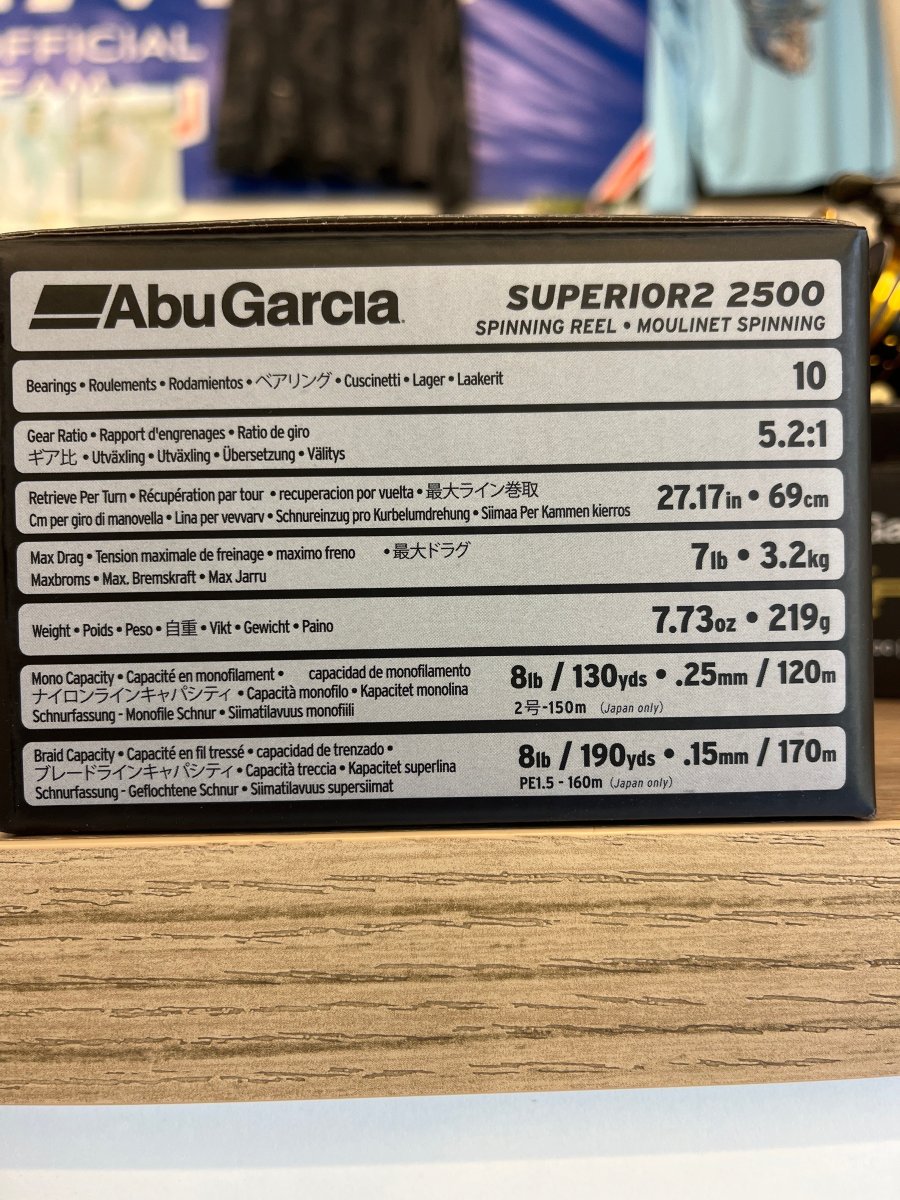 OFFICIAL
Abu Garcia
SUPERIOR2 2500
SPINNING REEL • MOULINET SPINNING
Bearings • Roulements • Rodamientos • ベアリング • Cuscinetti • Lager • Laakerit
10
Gear Ratio • Rapport d'engrenages • Ratio de giro
ギア比 • Utväxling • Utväxling • Übersetzung • Välitys
5.2:1
Retrieve Per Turn • Récupération par tour • recuperacion por vuelta • 最大ライン巻取
Cm per giro di manovella • Lina per vevvarv • Schnureinzug pro Kurbelumdrehung • Siimaa Per Kammen kierros
27.17in • 69cm
Max Drag • Tension maximale de freinage • maximo freno • 最大ドラグ
Maxbroms • Max. Bremskraft • Max Jarru
7lb • 3.2kg
Weight • Poids • Peso • 自重 • Vikt • Gewicht • Paino
7.73oz • 219g
Mono Capacity • Capacité en monofilament • capacidad de monofilamento
ナイロンラインキャパシティ • Capacità monofilo • Kapacitet monolina
Schnurfassung - Monofile Schnur • Siimatilavuus monofiili
8lb / 130yds • .25mm / 120m
2号-150m (Japan only)
Braid Capacity • Capacité en fil tressé • capacidad de trenzado •
ブレードラインキャパシティ • Capacità treccia • Kapacitet superlina
Schnurfassung - Geflochtene Schnur • Siimatilavuus supersiimat
8lb / 190yds • .15mm / 170m
PE1.5 - 160m (Japan only)